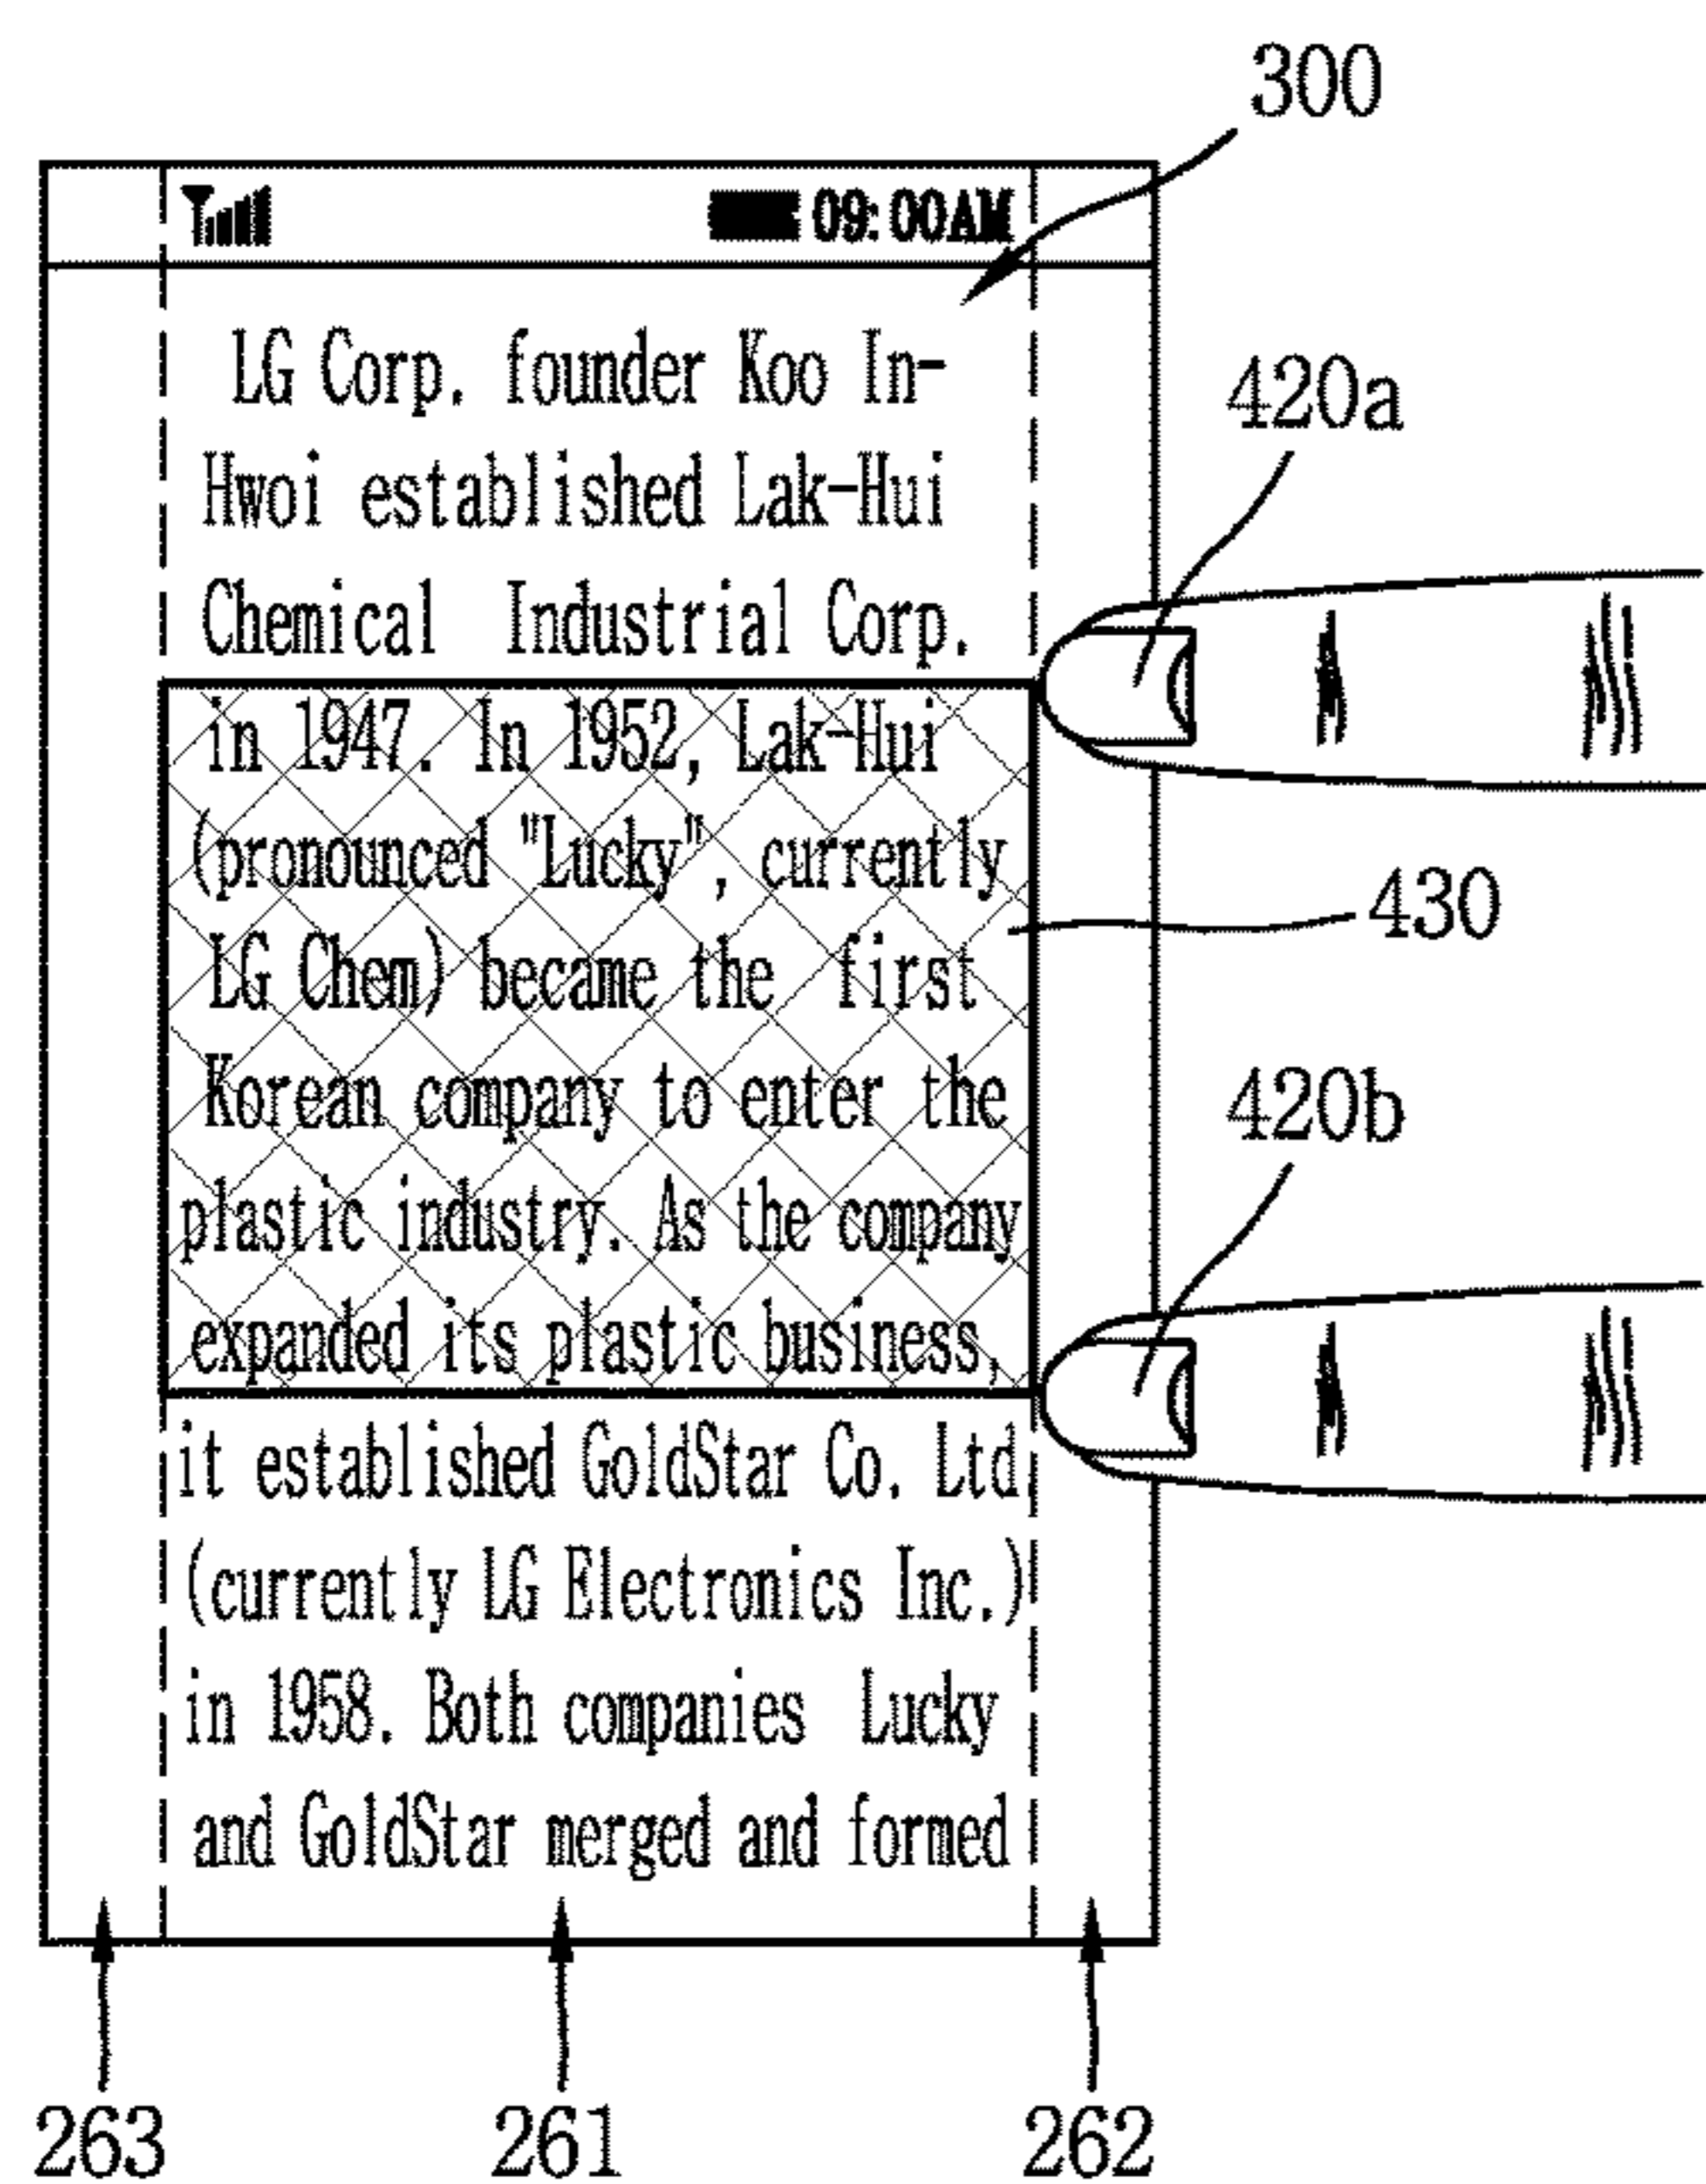 300
09:00AM
LG Corp. founder Koo In-
Hwoi established Lak-Hui
420a
Chemical Industrial Corp.
in 1947. In 1952, Lak-Hui
(pronounced "Lucky", currently
430
LG Chem) became the first
Korean company to enter the
420b
plastic industry. As the company
expanded its plastic business,
it established GoldStar Co. Ltd
(currently LG Electronics Inc.)
in 1958. Both companies Lucky
and GoldStar merged and formed
263 261 262